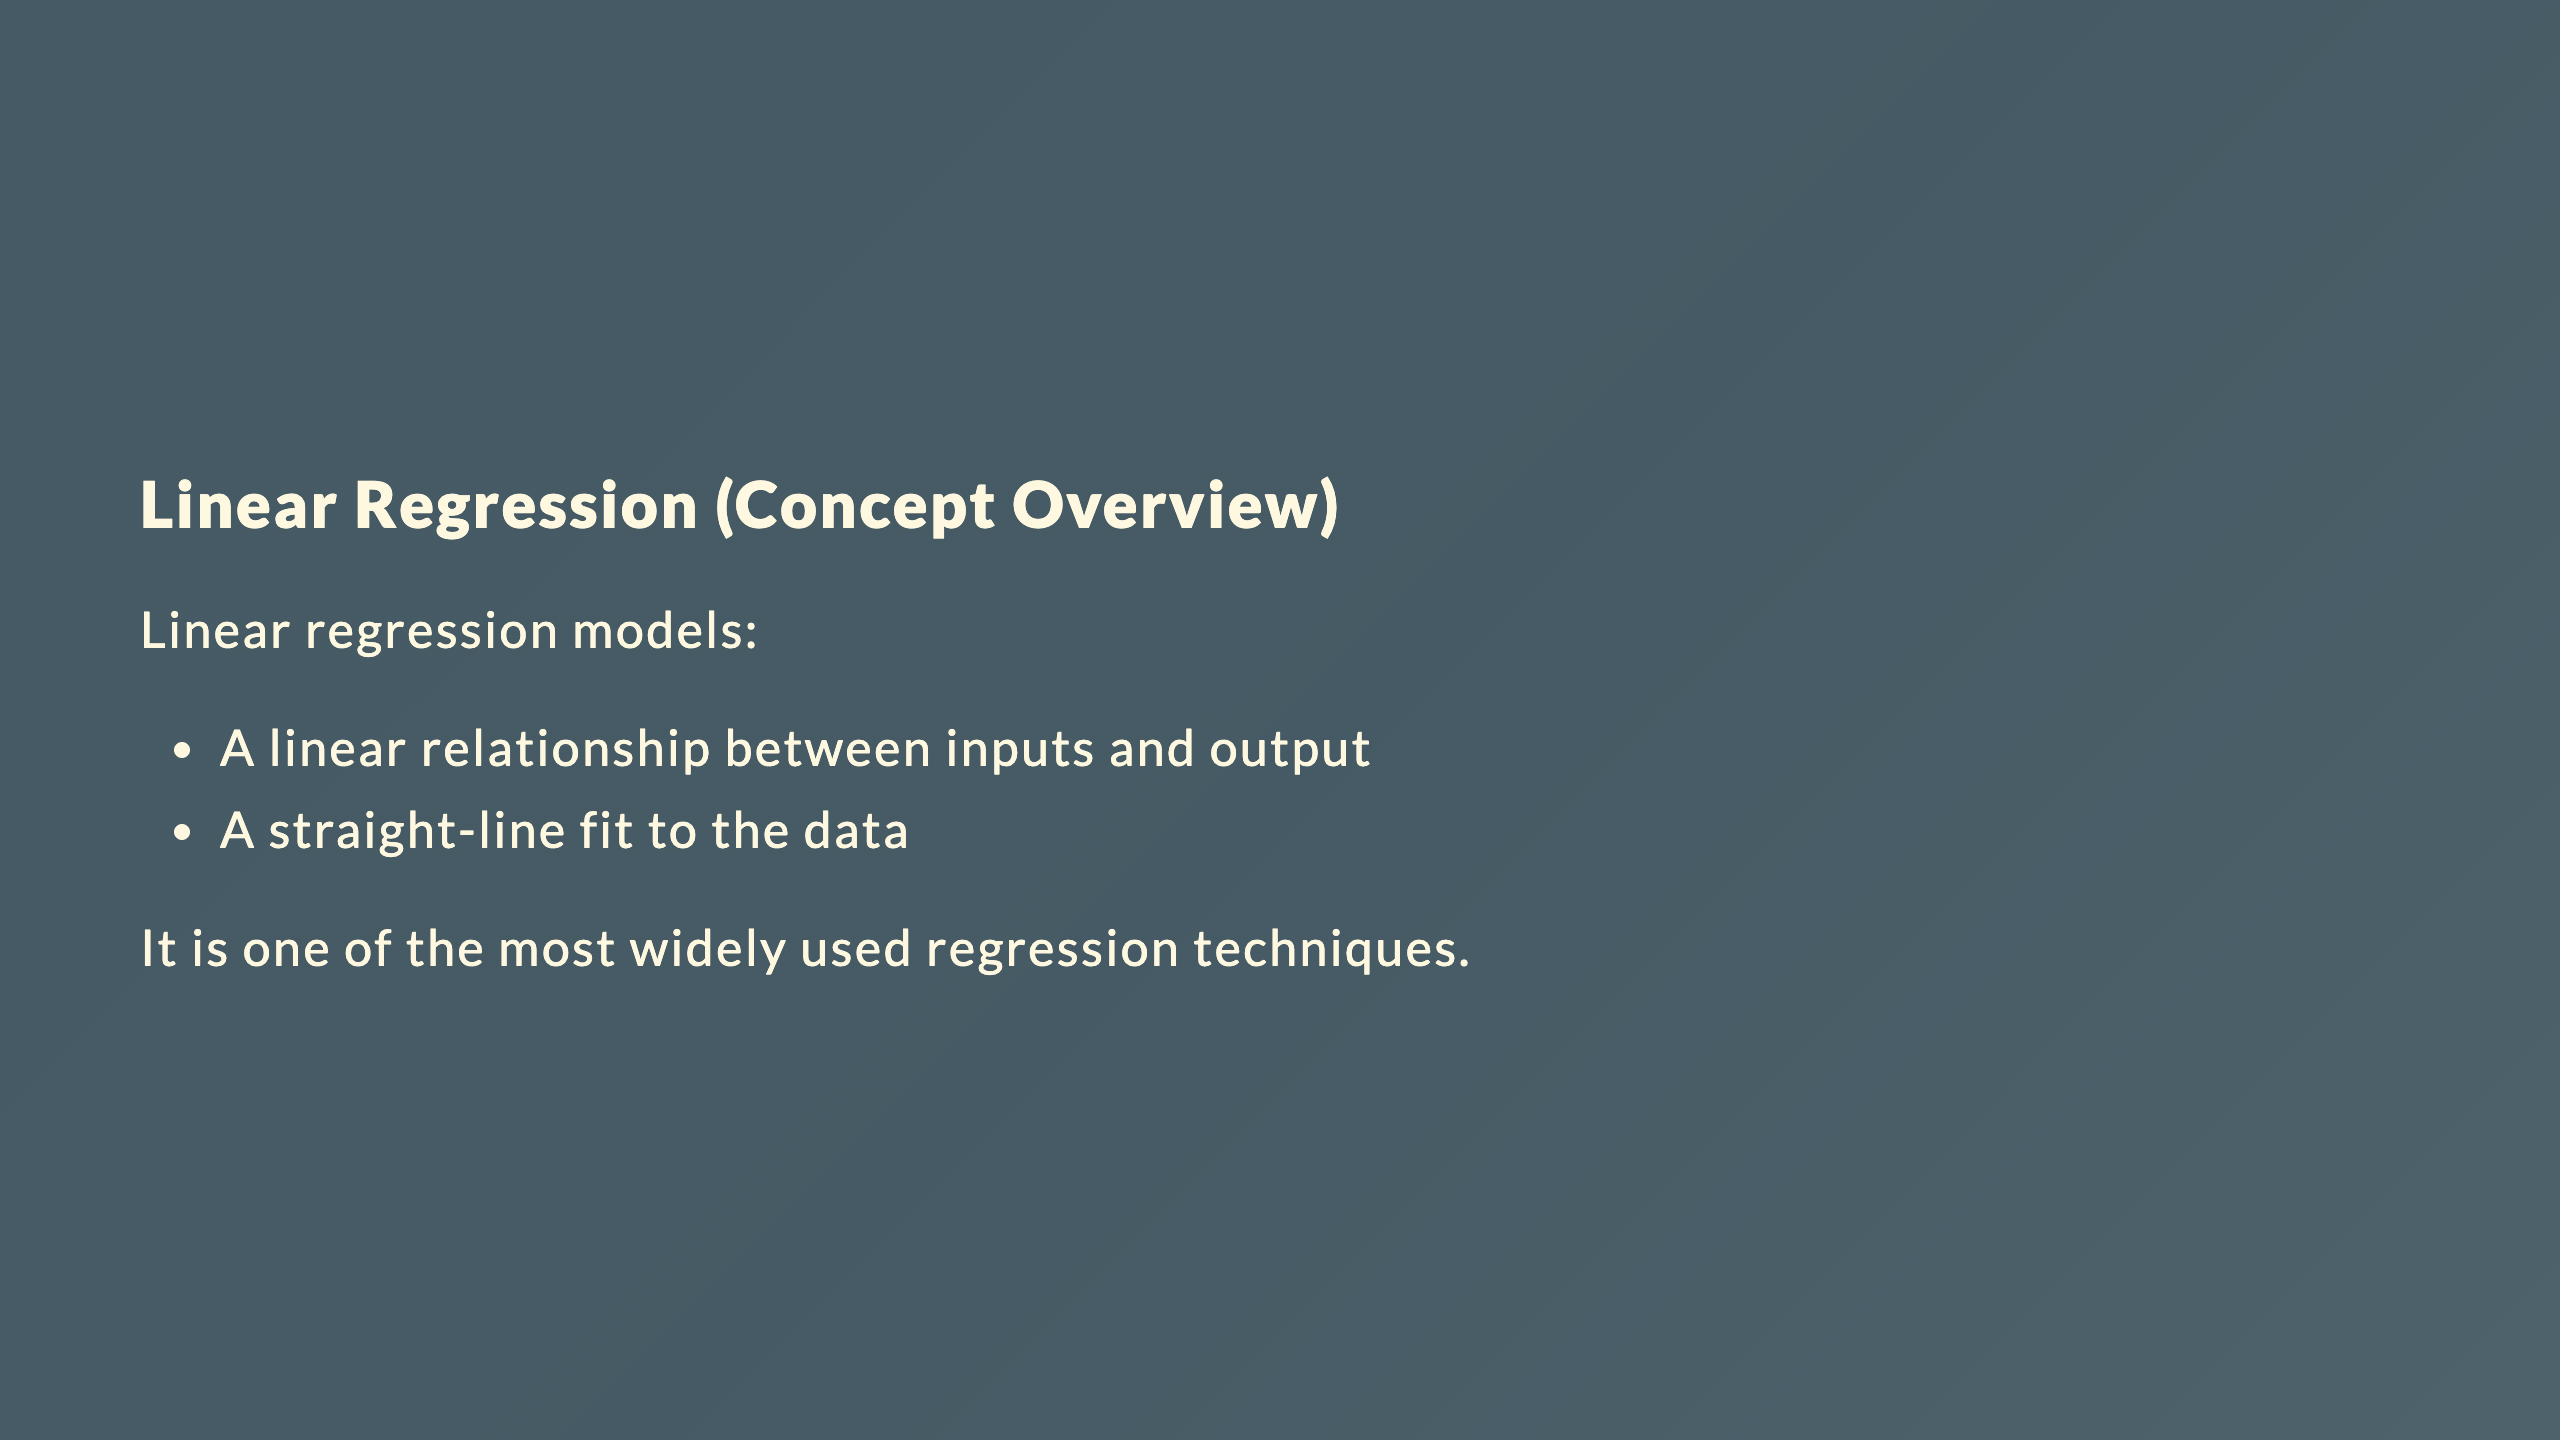 Linear Regression (Concept Overview)
Linear regression models:
• A linear relationship between inputs and output
• A straight-line fit to the data
It is one of the most widely used regression techniques.